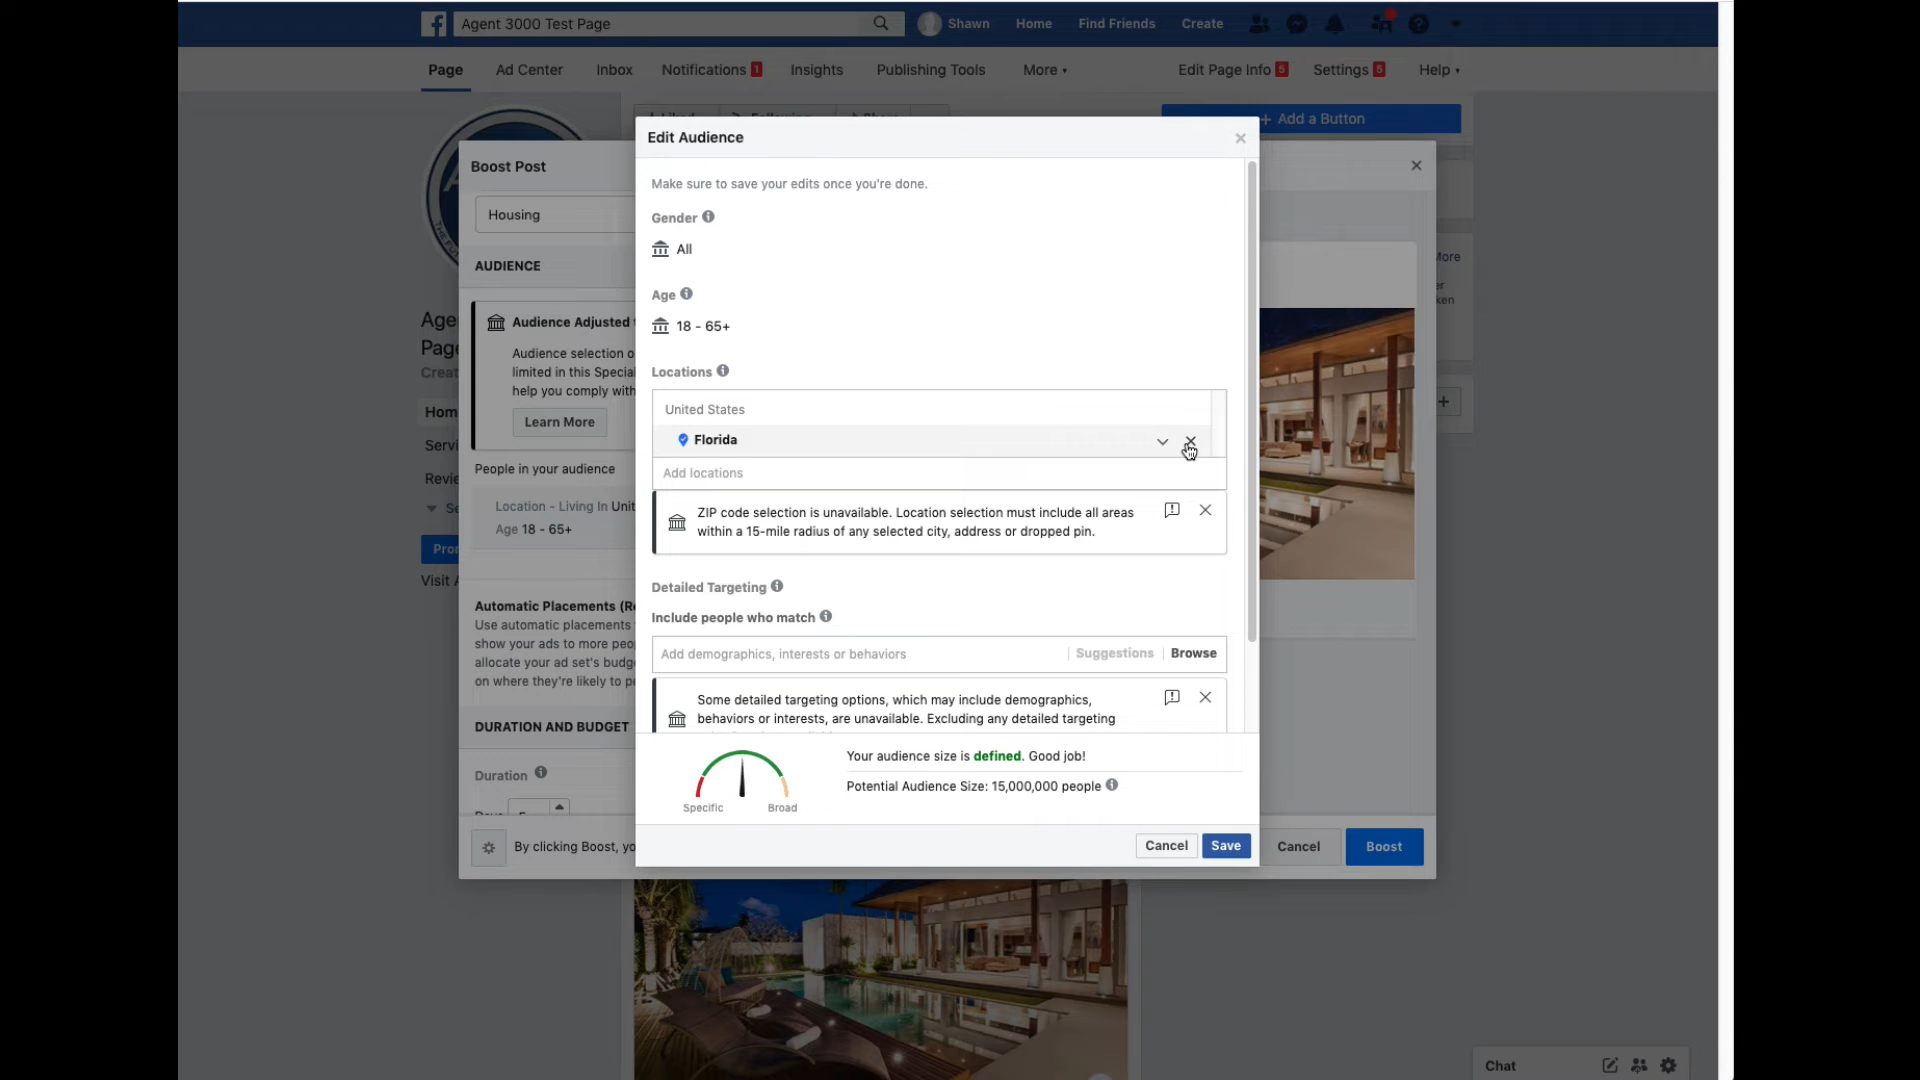 Agent 3000 Test Page
Shawn
Home
Find Friends
Create
Page
Ad Center
Inbox
Notifications 1
Insights
Publishing Tools
More
Edit Page Info 5
Settings 5
Help
+ Add a Button
Edit Audience
Make sure to save your edits once you're done.
Gender
All
Age
18 - 65+
Locations
United States
Florida
Add locations
ZIP code selection is unavailable. Location selection must include all areas
within a 15-mile radius of any selected city, address or dropped pin.
Detailed Targeting
Include people who match
Add demographics, interests or behaviors
Suggestions
Browse
Some detailed targeting options, which may include demographics,
behaviors or interests, are unavailable. Excluding any detailed targeting
Specific
Broad
Your audience size is defined. Good job!
Potential Audience Size: 15,000,000 people
Cancel
Save
Boost Post
Housing
AUDIENCE
Audience Adjusted
Audience selection
limited in this Special
help you comply with
Learn More
People in your audience
Location - Living In
Age 18 - 65+
Automatic Placements
Use automatic placements
show your ads to more
allocate your ad set's
on where they're likely to
DURATION AND BUDGET
Duration
By clicking Boost,
Cancel
Boost
Visit
Chat